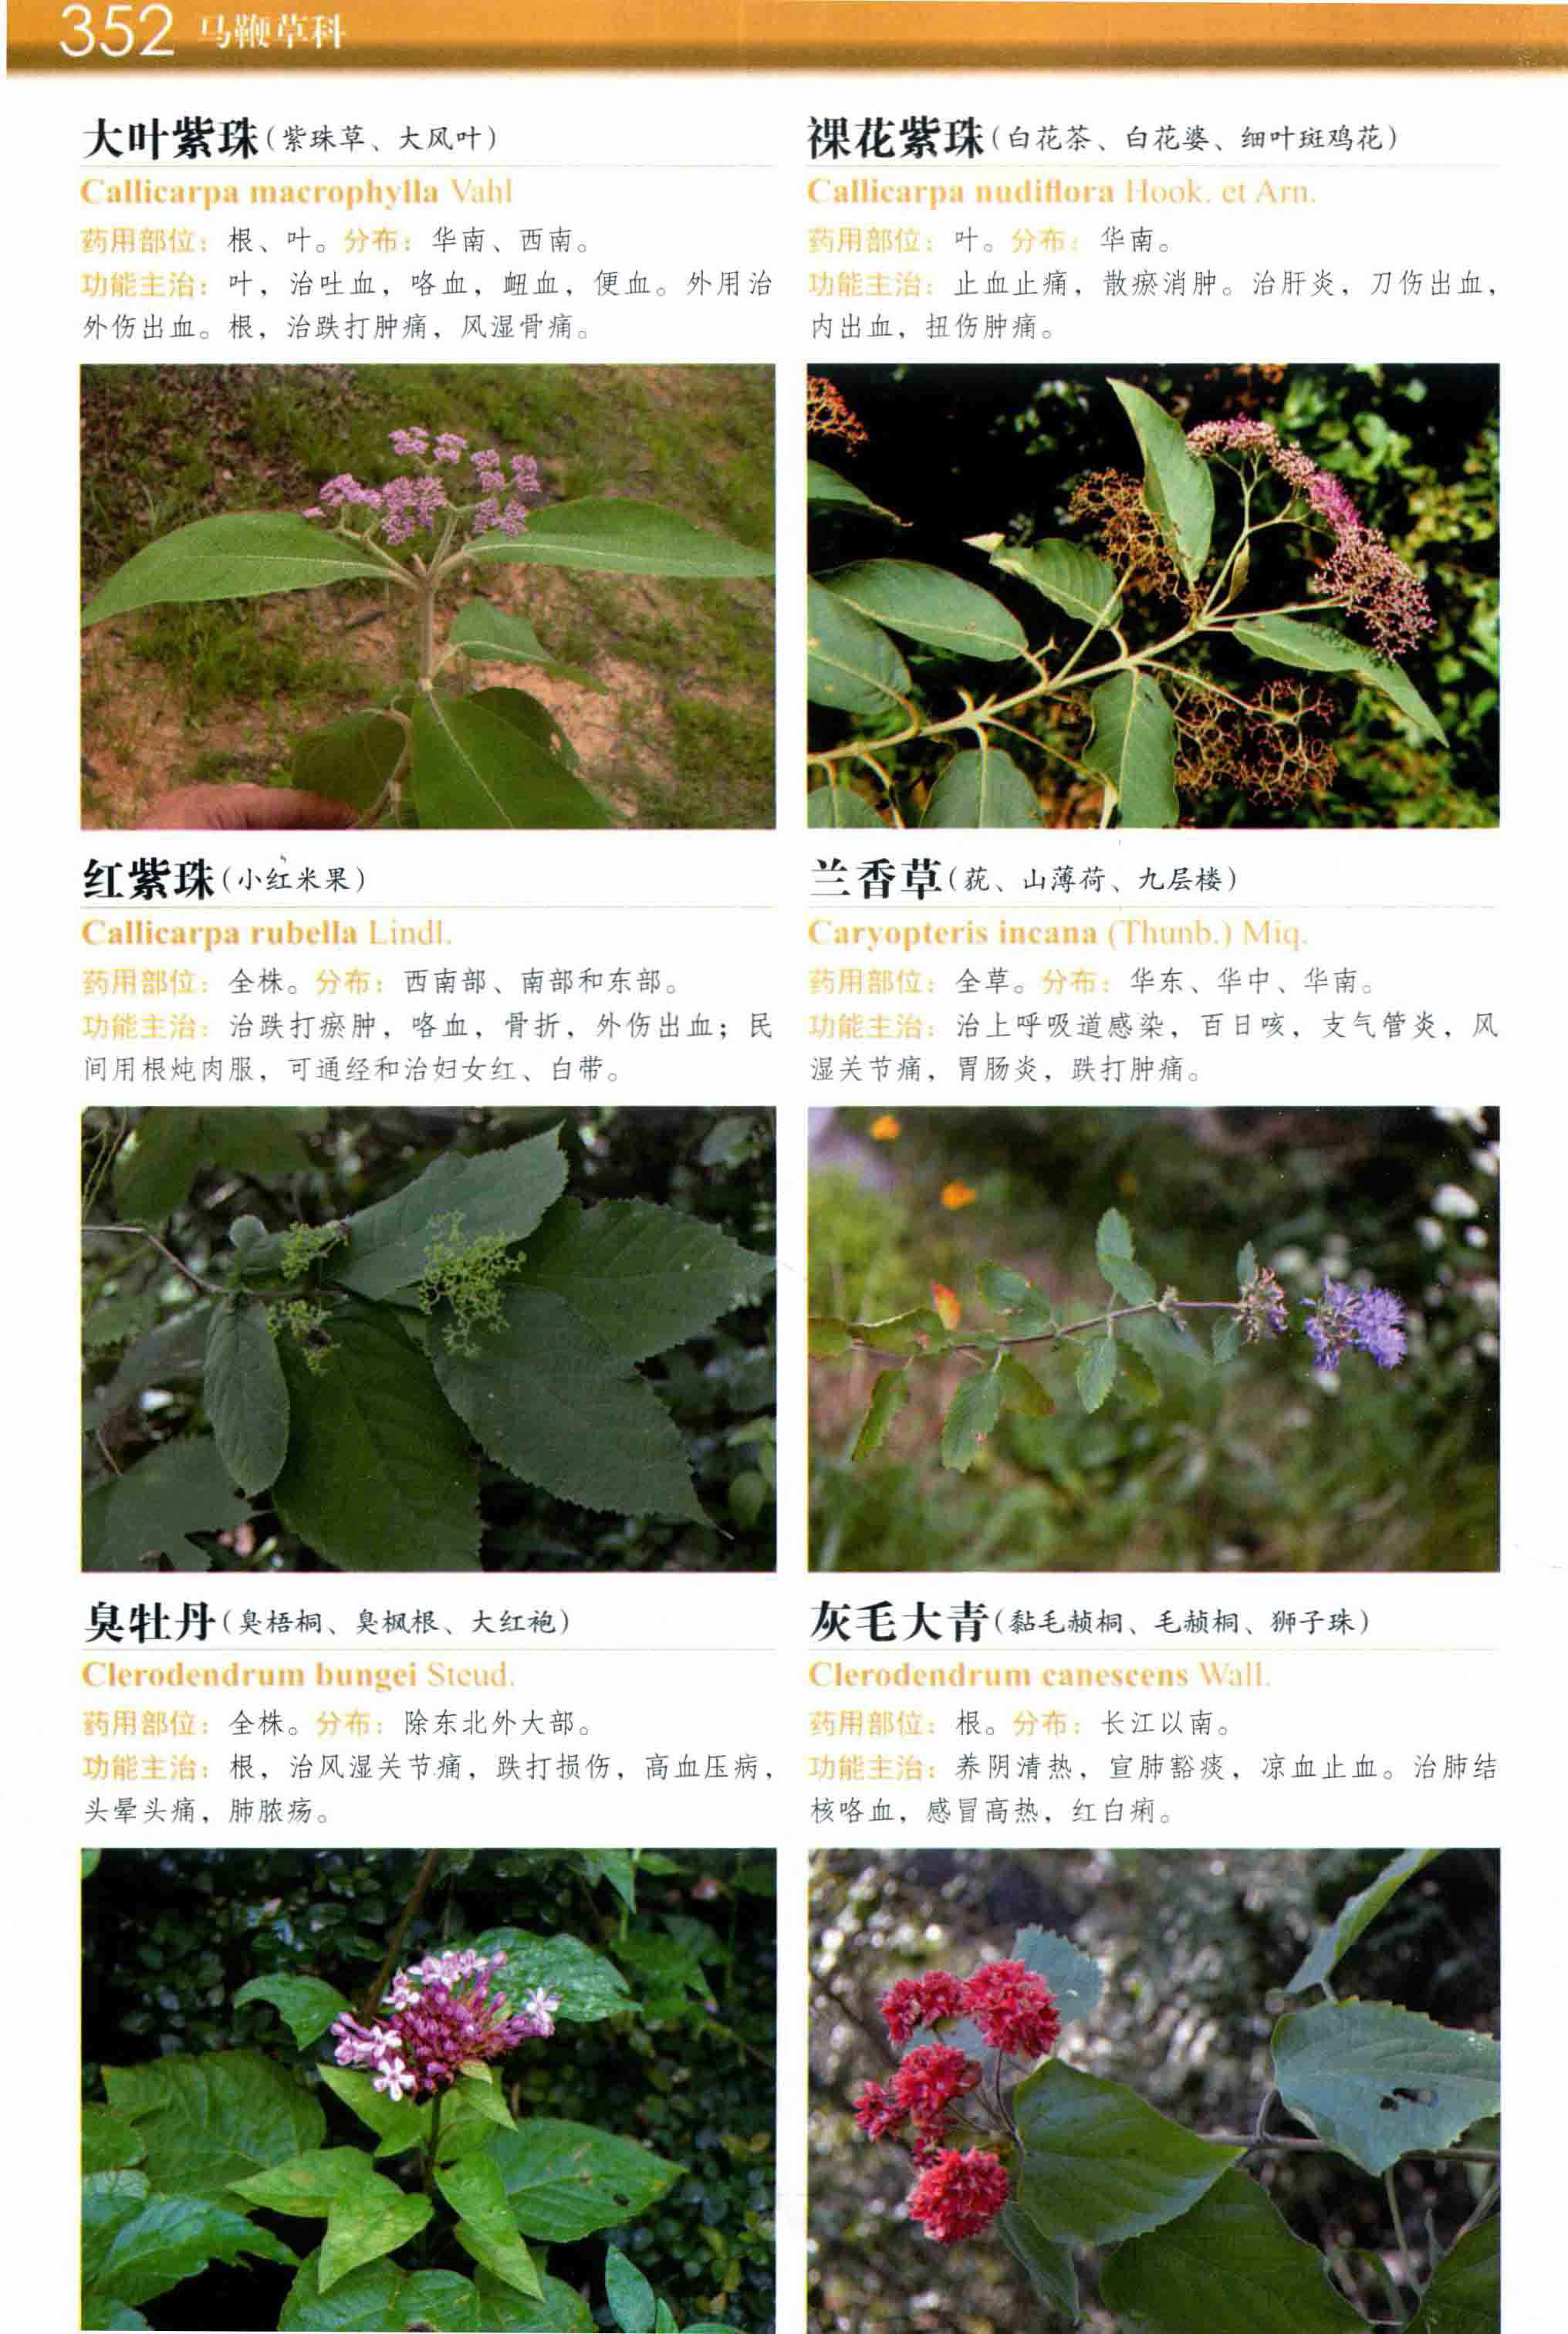 352 马鞭草科
大叶紫珠(紫珠草、大风叶)
Callicarpa macrophylla Vahl
药用部位：根、叶。分布：华南、西南。
功能主治：叶，治吐血，咯血，衄血，便血。外用治
外伤出血。根，治跌打肿痛，风湿骨痛。
裸花紫珠(白花茶、白花婆、细叶斑鸡花)
Callicarpa nudiflora Hook. et Arn.
药用部位：叶。分布：华南。
功能主治：止血止痛，散瘀消肿。治肝炎，刀伤出血，
内出血，扭伤肿痛。
红紫珠(小红米果)
Callicarpa rubella Lindl.
药用部位：全株。分布：西南部、南部和东部。
功能主治：治跌打瘀肿，咯血，骨折，外伤出血；民
间用根炖肉服，可通经和治妇女红、白带。
兰香草(莸、山薄荷、九层楼)
Caryopteris incana (Thunb.) Miq.
药用部位：全草。分布：华东、华中、华南。
功能主治：治上呼吸道感染，百日咳，支气管炎，风
湿关节痛，胃肠炎，跌打肿痛。
臭牡丹(臭梧桐、臭枫根、大红袍)
Clerodendrum bungei Steud.
药用部位：全株。分布：除东北外大部。
功能主治：根，治风湿关节痛，跌打损伤，高血压病，
头晕头痛，肺脓疡。
灰毛大青(黏毛赪桐、毛赪桐、狮子珠)
Clerodendrum canescens Wall.
药用部位：根。分布：长江以南。
功能主治：养阴清热，宣肺豁痰，凉血止血。治肺结
核咯血，感冒高热，红白痢。